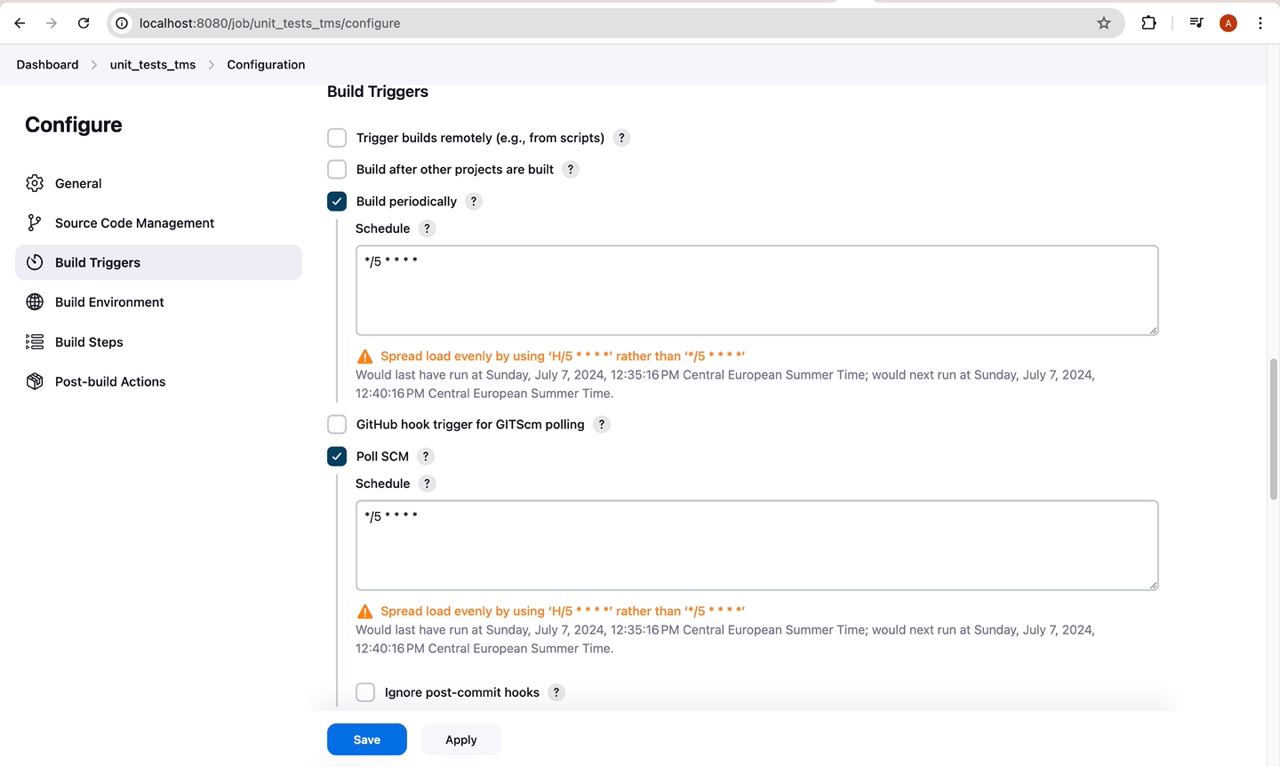 localhost:8080/job/unit_tests_tms/configure
A
Dashboard > unit_tests_tms > Configuration
Configure
General
Source Code Management
Build Triggers
Build Environment
Build Steps
Post-build Actions
Build Triggers
Trigger builds remotely (e.g., from scripts) ?
Build after other projects are built ?
Build periodically ?
Schedule ?
*/5 * * * *
Spread load evenly by using ‘H/5 * * * *’ rather than ‘*/5 * * * *’
Would last have run at Sunday, July 7, 2024, 12:35:16 PM Central European Summer Time; would next run at Sunday, July 7, 2024,
12:40:16 PM Central European Summer Time.
GitHub hook trigger for GITScm polling ?
Poll SCM ?
Schedule ?
*/5 * * * *
Spread load evenly by using ‘H/5 * * * *’ rather than ‘*/5 * * * *’
Would last have run at Sunday, July 7, 2024, 12:35:16 PM Central European Summer Time; would next run at Sunday, July 7, 2024,
12:40:16 PM Central European Summer Time.
Ignore post-commit hooks ?
Save
Apply